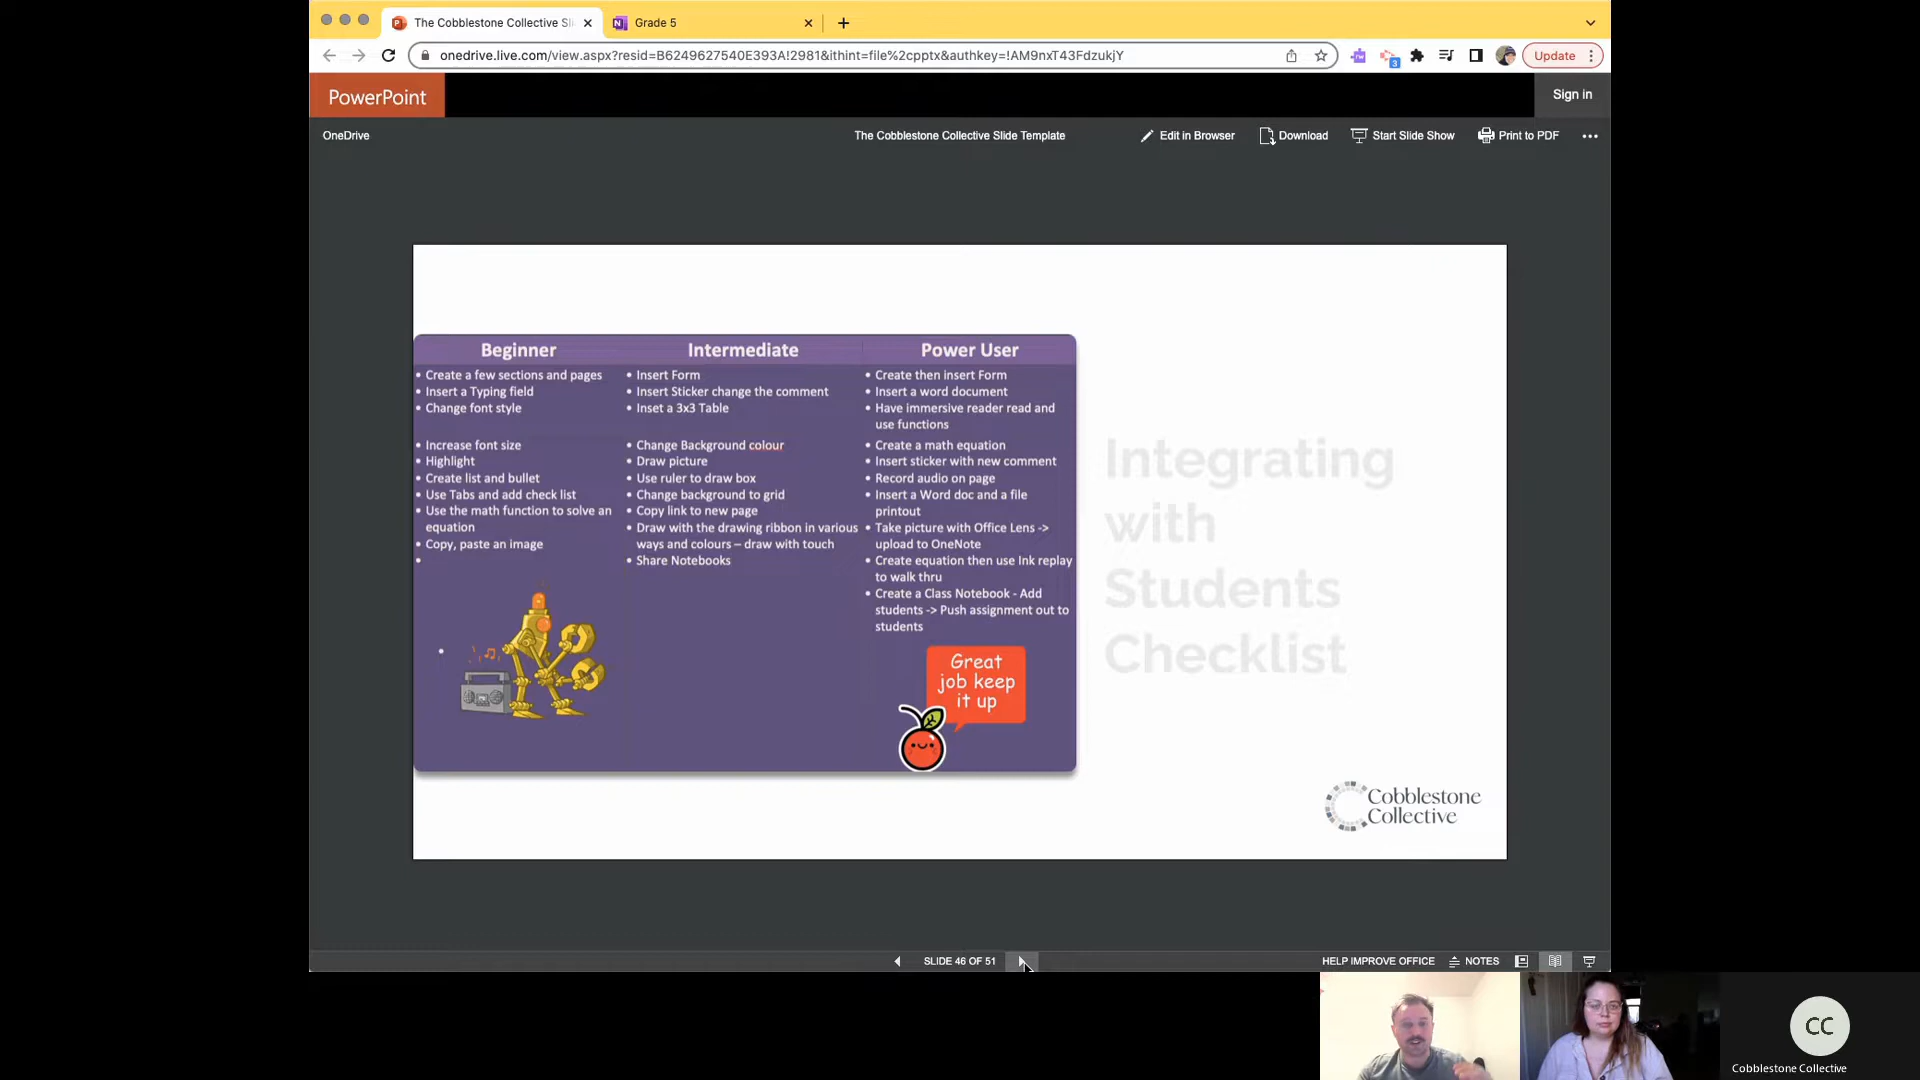 The Cobblestone Collective Sli
Grade 5
onedrive.live.com/view.aspx?resid=B6249627540E393A!2981&ithint=file%2cpptx&authkey=!AM9nxT43FdzukjY
3
Update
PowerPoint
Sign in
OneDrive
The Cobblestone Collective Slide Template
Edit in Browser
Download
Start Slide Show
Print to PDF
Beginner
• Create a few sections and pages
• Insert a Typing field
• Change font style
• Increase font size
• Highlight
• Create list and bullet
• Use Tabs and add check list
• Use the math function to solve an
equation
• Copy, paste an image
•
•
Intermediate
• Insert Form
• Insert Sticker change the comment
• Inset a 3x3 Table
• Change Background colour
• Draw picture
• Use ruler to draw box
• Change background to grid
• Copy link to new page
• Draw with the drawing ribbon in various
ways and colours – draw with touch
• Share Notebooks
Power User
• Create then insert Form
• Insert a word document
• Have immersive reader read and
use functions
• Create a math equation
• Insert sticker with new comment
• Record audio on page
• Insert a Word doc and a file
printout
• Take picture with Office Lens ->
upload to OneNote
• Create equation then use Ink replay
to walk thru
• Create a Class Notebook - Add
students -> Push assignment out to
students
Great
job keep
it up
Integrating
with
Students
Checklist
Cobblestone
Collective
SLIDE 46 OF 51
HELP IMPROVE OFFICE
NOTES
CC
Cobblestone Collective